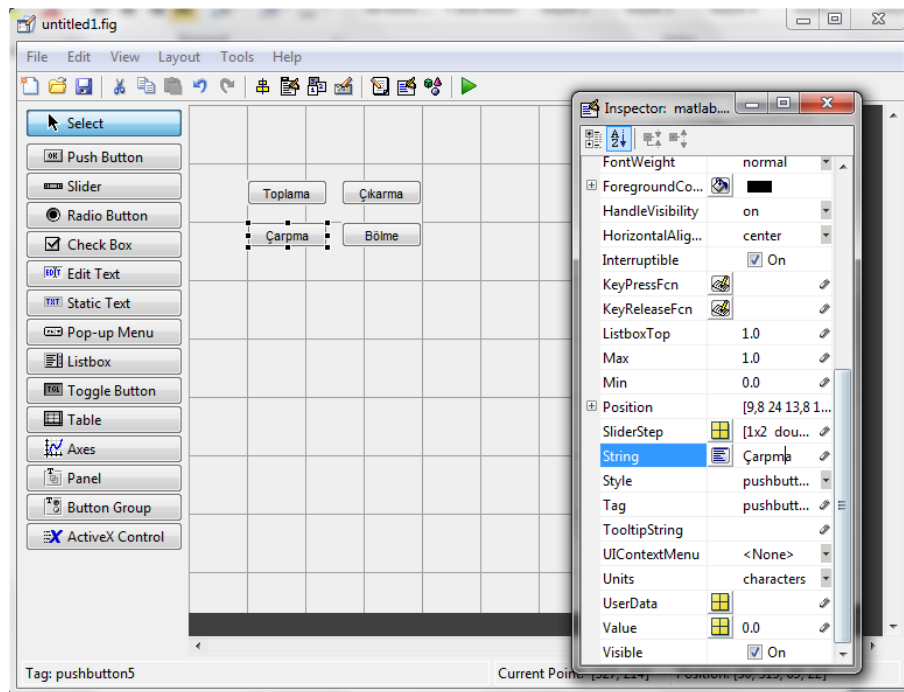 untitled1.fig
File Edit View Layout Tools Help
Select
OK Push Button
Slider
Radio Button
Check Box
EDIT Edit Text
TXT Static Text
Pop-up Menu
Listbox
TGL Toggle Button
Table
Axes
Panel
Button Group
ActiveX Control
Toplama Çıkarma
Çarpma Bölme
Inspector: matlab....
FontWeight normal
ForegroundCo...
HandleVisibility on
HorizontalAlig... center
Interruptible On
KeyPressFcn
KeyReleaseFcn
ListboxTop 1.0
Max 1.0
Min 0.0
Position [9,8 24 13,8 1...
SliderStep [1x2 dou...
String Çarpma
Style pushbutt...
Tag pushbutt...
TooltipString
UIContextMenu <None>
Units characters
UserData
Value 0.0
Visible On
Tag: pushbutton5
Current Point: